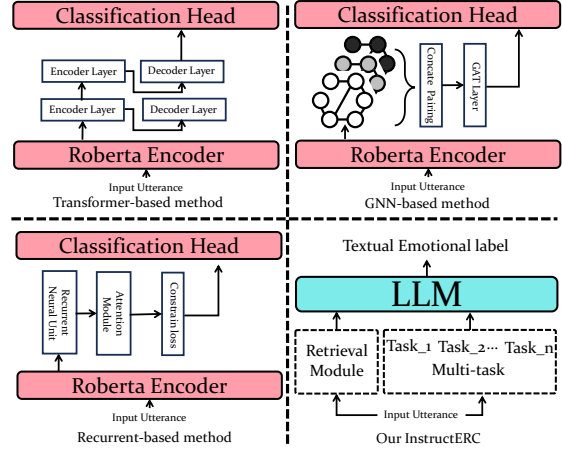 Classification Head
Encoder Layer
Decoder Layer
Encoder Layer
Decoder Layer
Roberta Encoder
Input Utterance
Transformer-based method
Classification Head
Concate Pairing
GAT Layer
Roberta Encoder
Input Utterance
GNN-based method
Classification Head
Recurrent
Neural Unit
Attention
Module
Constrain loss
Roberta Encoder
Input Utterance
Recurrent-based method
Textual Emotional label
LLM
Retrieval
Module
Task_1 Task_2… Task_n
Multi-task
Input Utterance
Our InstructERC